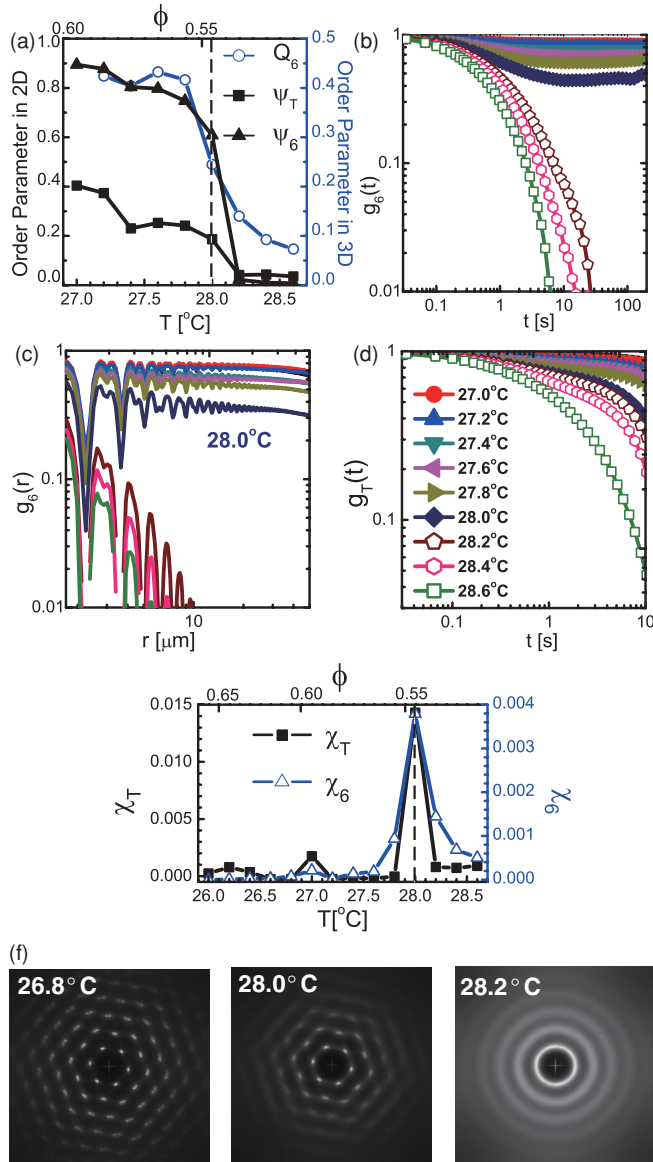 (a)
ϕ
0.60 0.55
1.0 0.8 0.6 0.4 0.2 0.0
Order Parameter in 2D
Q6
ψT
ψ6
0.5 0.4 0.3 0.2 0.1 0.0
Order Parameter in 3D
27.0 27.5 28.0 28.5
T [°C]
(b)
1
0.1
0.01
g6(t)
0.1 1 10 100
t [s]
(c)
1
0.1
0.01
g6(r)
28.0°C
10
r [μm]
(d)
1
0.1
gT(t)
27.0°C
27.2°C
27.4°C
27.6°C
27.8°C
28.0°C
28.2°C
28.4°C
28.6°C
0.1 1 10
t [s]
ϕ
0.65 0.60 0.55
0.015 0.010 0.005 0.000
χT
χT
χ6
0.004 0.003 0.002 0.001 0.000
χ6
26.0 26.5 27.0 27.5 28.0 28.5
T[°C]
(f)
26.8°C
28.0°C
28.2°C